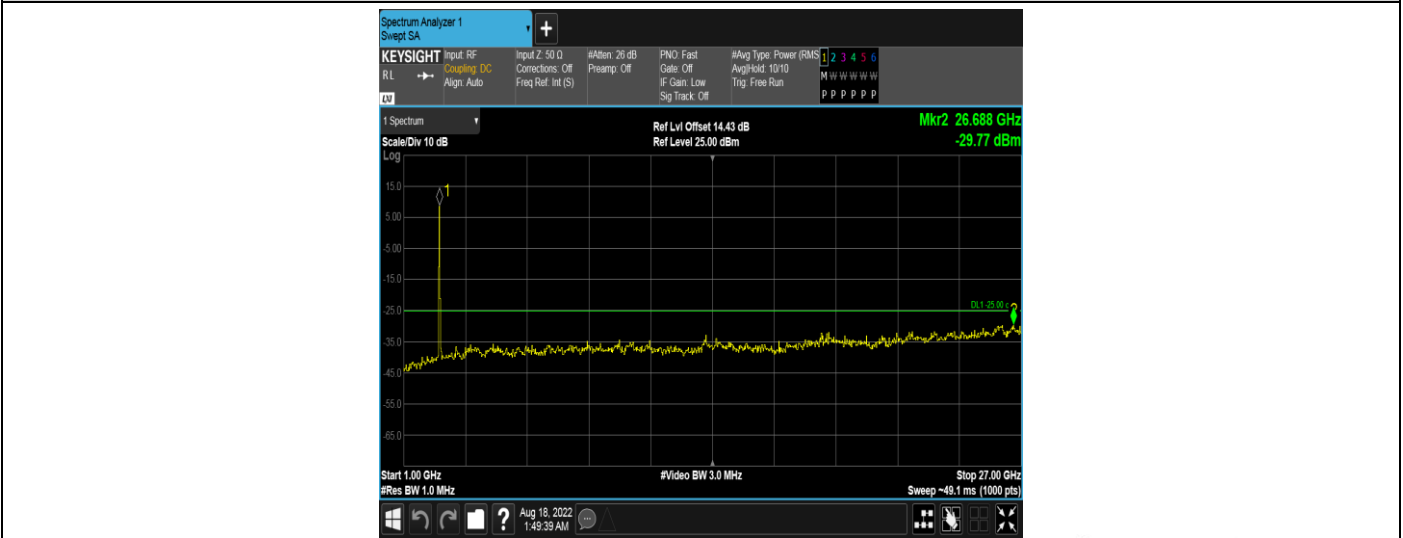 Spectrum Analyzer 1
Swept SA
+
KEYSIGHT
RL
LXI
Input: RF
Coupling: DC
Align: Auto
Input Z: 50 Ω
Corrections: Off
Freq Ref: Int (S)
#Atten: 26 dB
Preamp: Off
PNO: Fast
Gate: Off
IF Gain: Low
Sig Track: Off
#Avg Type: Power (RMS
Avg|Hold: 10/10
Trig: Free Run
1 2 3 4 5 6
M W W W W W
P P P P P P
1 Spectrum
Scale/Div 10 dB
Log
Ref Lvl Offset 14.43 dB
Ref Level 25.00 dBm
Mkr2 26.688 GHz
-29.77 dBm
15.0
5.00
-5.00
-15.0
-25.0
-35.0
-45.0
-55.0
-65.0
1
DL1 -25.00
2
Start 1.00 GHz
#Res BW 1.0 MHz
#Video BW 3.0 MHz
Stop 27.00 GHz
Sweep ~49.1 ms (1000 pts)
?
Aug 18, 2022
1:49:39 AM